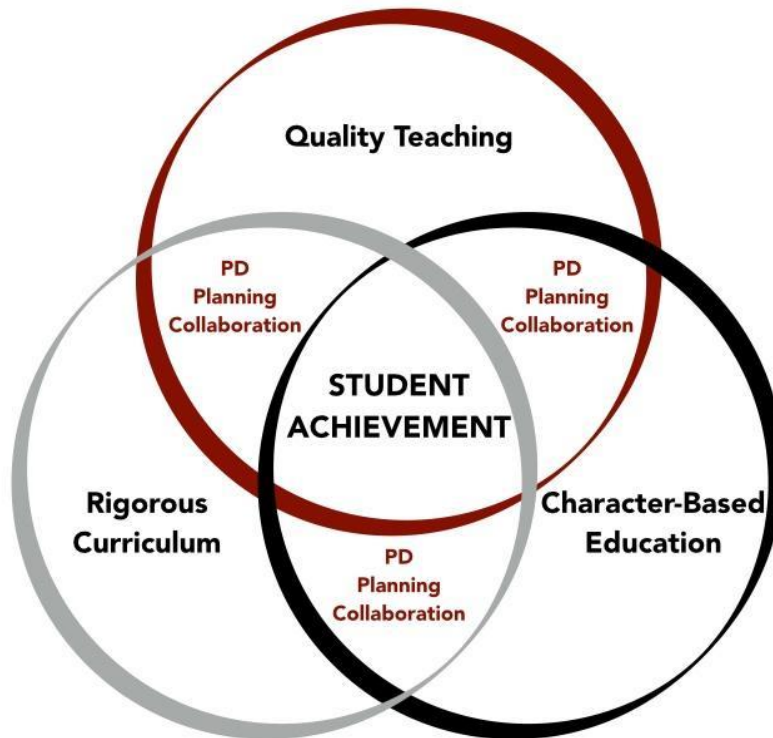 Quality Teaching
PD
Planning
Collaboration
PD
Planning
Collaboration
STUDENT
ACHIEVEMENT
Rigorous
Curriculum
Character-Based
Education
PD
Planning
Collaboration